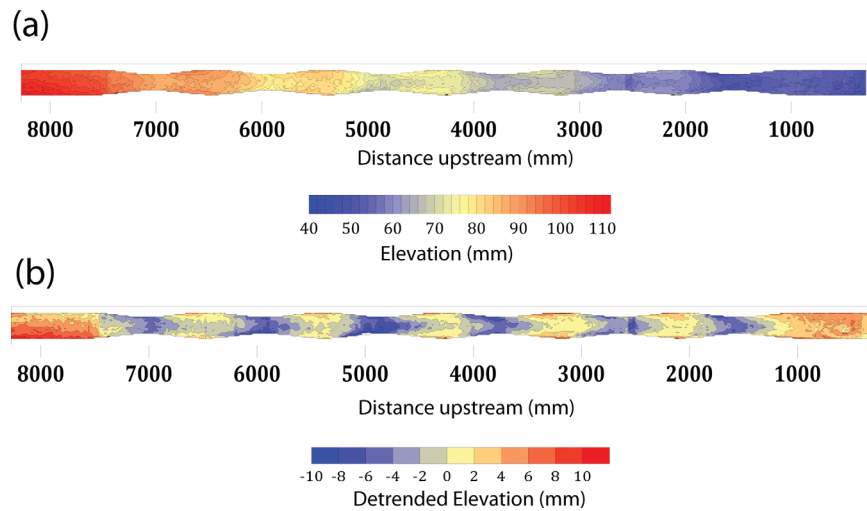 (a)
8000 7000 6000 5000 4000 3000 2000 1000
Distance upstream (mm)
40 50 60 70 80 90 100 110
Elevation (mm)
(b)
8000 7000 6000 5000 4000 3000 2000 1000
Distance upstream (mm)
-10 -8 -6 -4 -2 0 2 4 6 8 10
Detrended Elevation (mm)